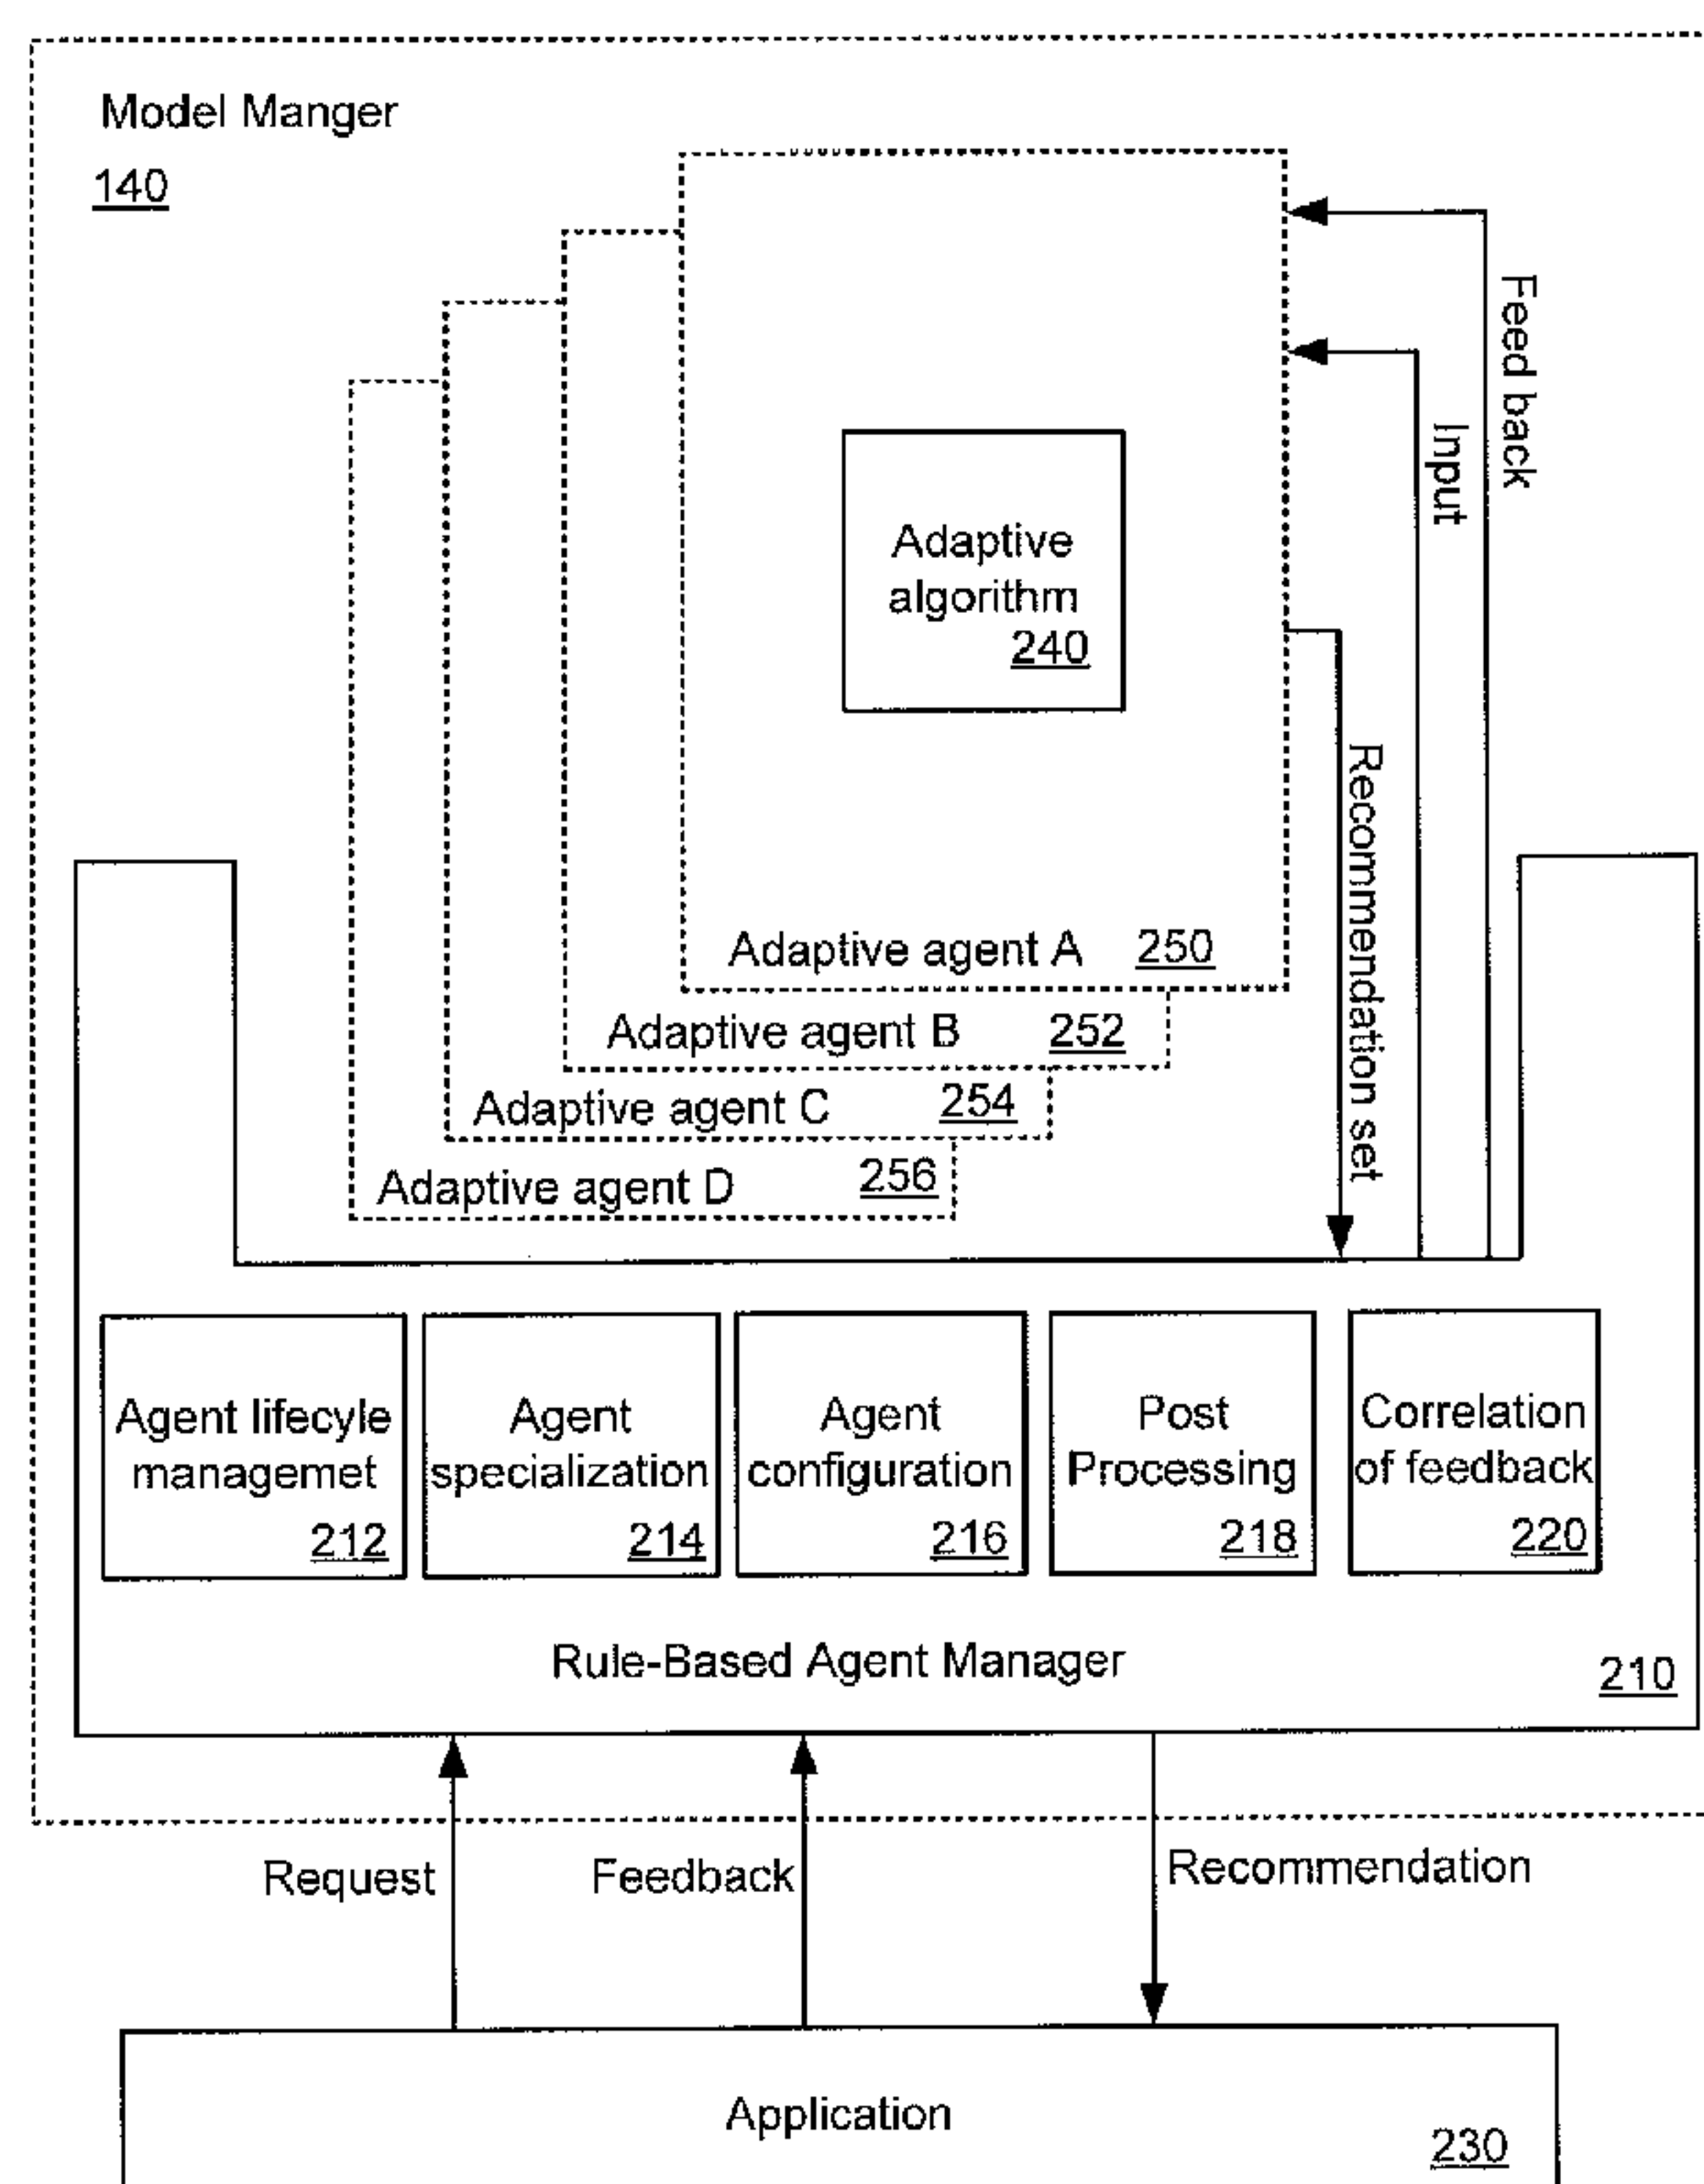 Model Manger
140
Feed back
Input
Adaptive
algorithm
240
Recommendation set
Adaptive agent A 250
Adaptive agent B 252
Adaptive agent C 254
Adaptive agent D 256
Agent lifecyle
managemet
212
Agent
specialization
214
Agent
configuration
216
Post
Processing
218
Correlation
of feedback
220
Rule-Based Agent Manager
210
Request
Feedback
Recommendation
Application
230